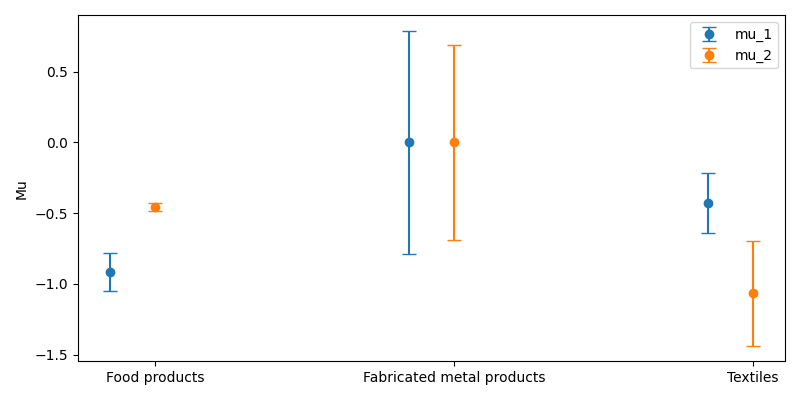 mu_1
mu_2
Mu
0.5
0.0
−0.5
−1.0
−1.5
Food products
Fabricated metal products
Textiles